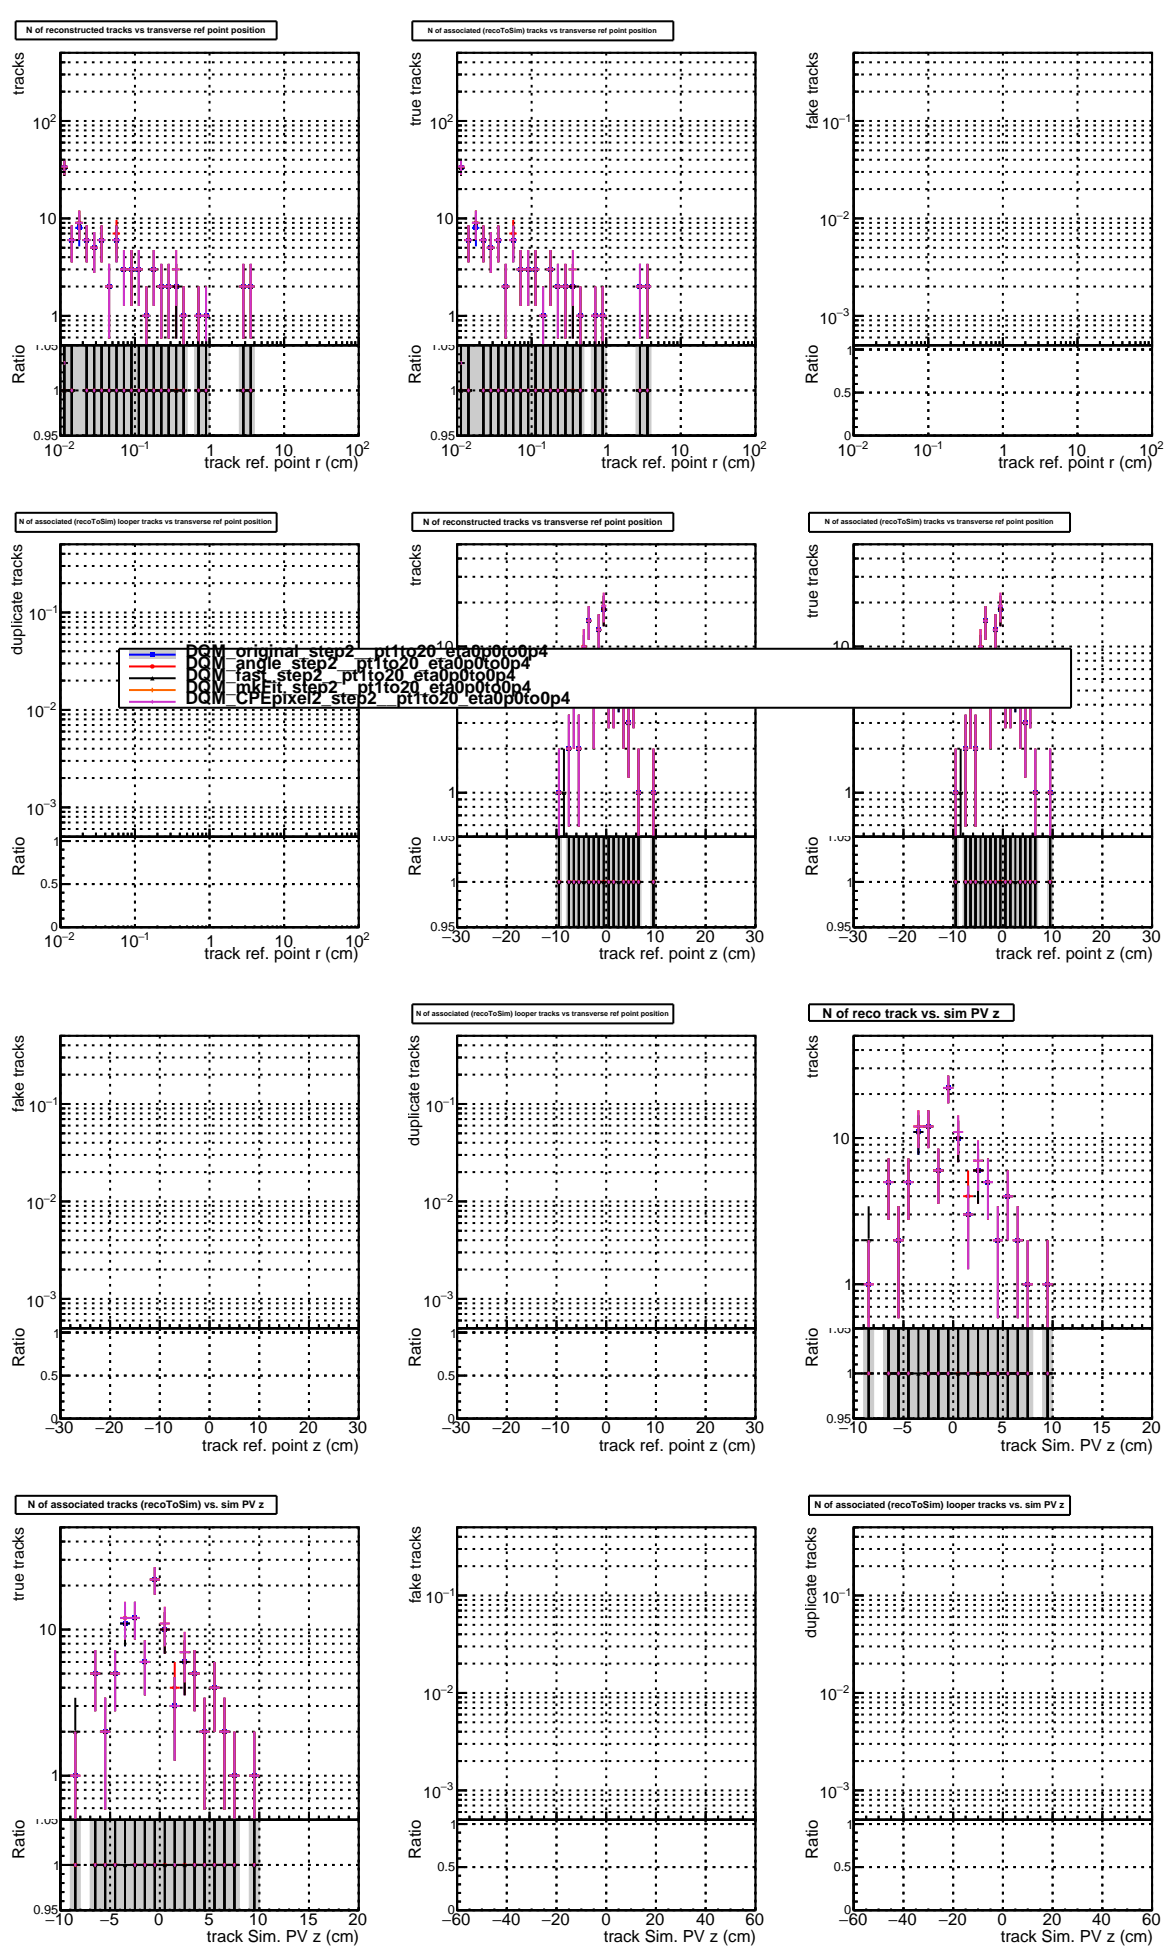 N of reconstructed tracks vs transverse ref point position
tracks
10²
10
1
Ratio
1.05
1
0.95
10⁻² 10⁻¹ 1 10 10²
track ref. point r (cm)
N of associated (recoToSim) tracks vs transverse ref point position
true tracks
10²
10
1
Ratio
1.05
1
0.95
10⁻² 10⁻¹ 1 10 10²
track ref. point r (cm)
fake tracks
10⁻¹
10⁻²
10⁻³
Ratio
1
0.5
0
10⁻² 10⁻¹ 1 10 10²
track ref. point r (cm)
N of associated (recoToSim) looper tracks vs transverse ref point position
duplicate tracks
10⁻¹
10⁻²
10⁻³
Ratio
1
0.5
0
10⁻² 10⁻¹ 1 10 10²
track ref. point r (cm)
N of reconstructed tracks vs transverse ref point position
tracks
10
1
Ratio
1.05
1
0.95
−30 −20 −10 0 10 20 30
track ref. point z (cm)
N of associated (recoToSim) tracks vs transverse ref point position
true tracks
10
1
Ratio
1.05
1
0.95
−30 −20 −10 0 10 20 30
track ref. point z (cm)
DQM_original_step2__pt1to20_eta0p0to0p4
DQM_angle_step2__pt1to20_eta0p0to0p4
DQM_fast_step2__pt1to20_eta0p0to0p4
DQM_mkFit_step2__pt1to20_eta0p0to0p4
DQM_CPEpixel2_step2__pt1to20_eta0p0to0p4
fake tracks
10⁻¹
10⁻²
10⁻³
Ratio
1
0.5
0
−30 −20 −10 0 10 20 30
track ref. point z (cm)
N of associated (recoToSim) looper tracks vs transverse ref point position
duplicate tracks
10⁻¹
10⁻²
10⁻³
Ratio
1
0.5
0
−30 −20 −10 0 10 20 30
track ref. point z (cm)
N of reco track vs. sim PV z
tracks
10
1
Ratio
1.05
1
0.95
−10 −5 0 5 10 15 20
track Sim. PV z (cm)
N of associated tracks (recoToSim) vs. sim PV z
true tracks
10
1
Ratio
1.05
1
0.95
−10 −5 0 5 10 15 20
track Sim. PV z (cm)
fake tracks
10⁻¹
10⁻²
10⁻³
Ratio
1
0.5
0
−60 −40 −20 0 20 40 60
track Sim. PV z (cm)
N of associated (recoToSim) looper tracks vs. sim PV z
duplicate tracks
10⁻¹
10⁻²
10⁻³
Ratio
1
0.5
0
−60 −40 −20 0 20 40 60
track Sim. PV z (cm)